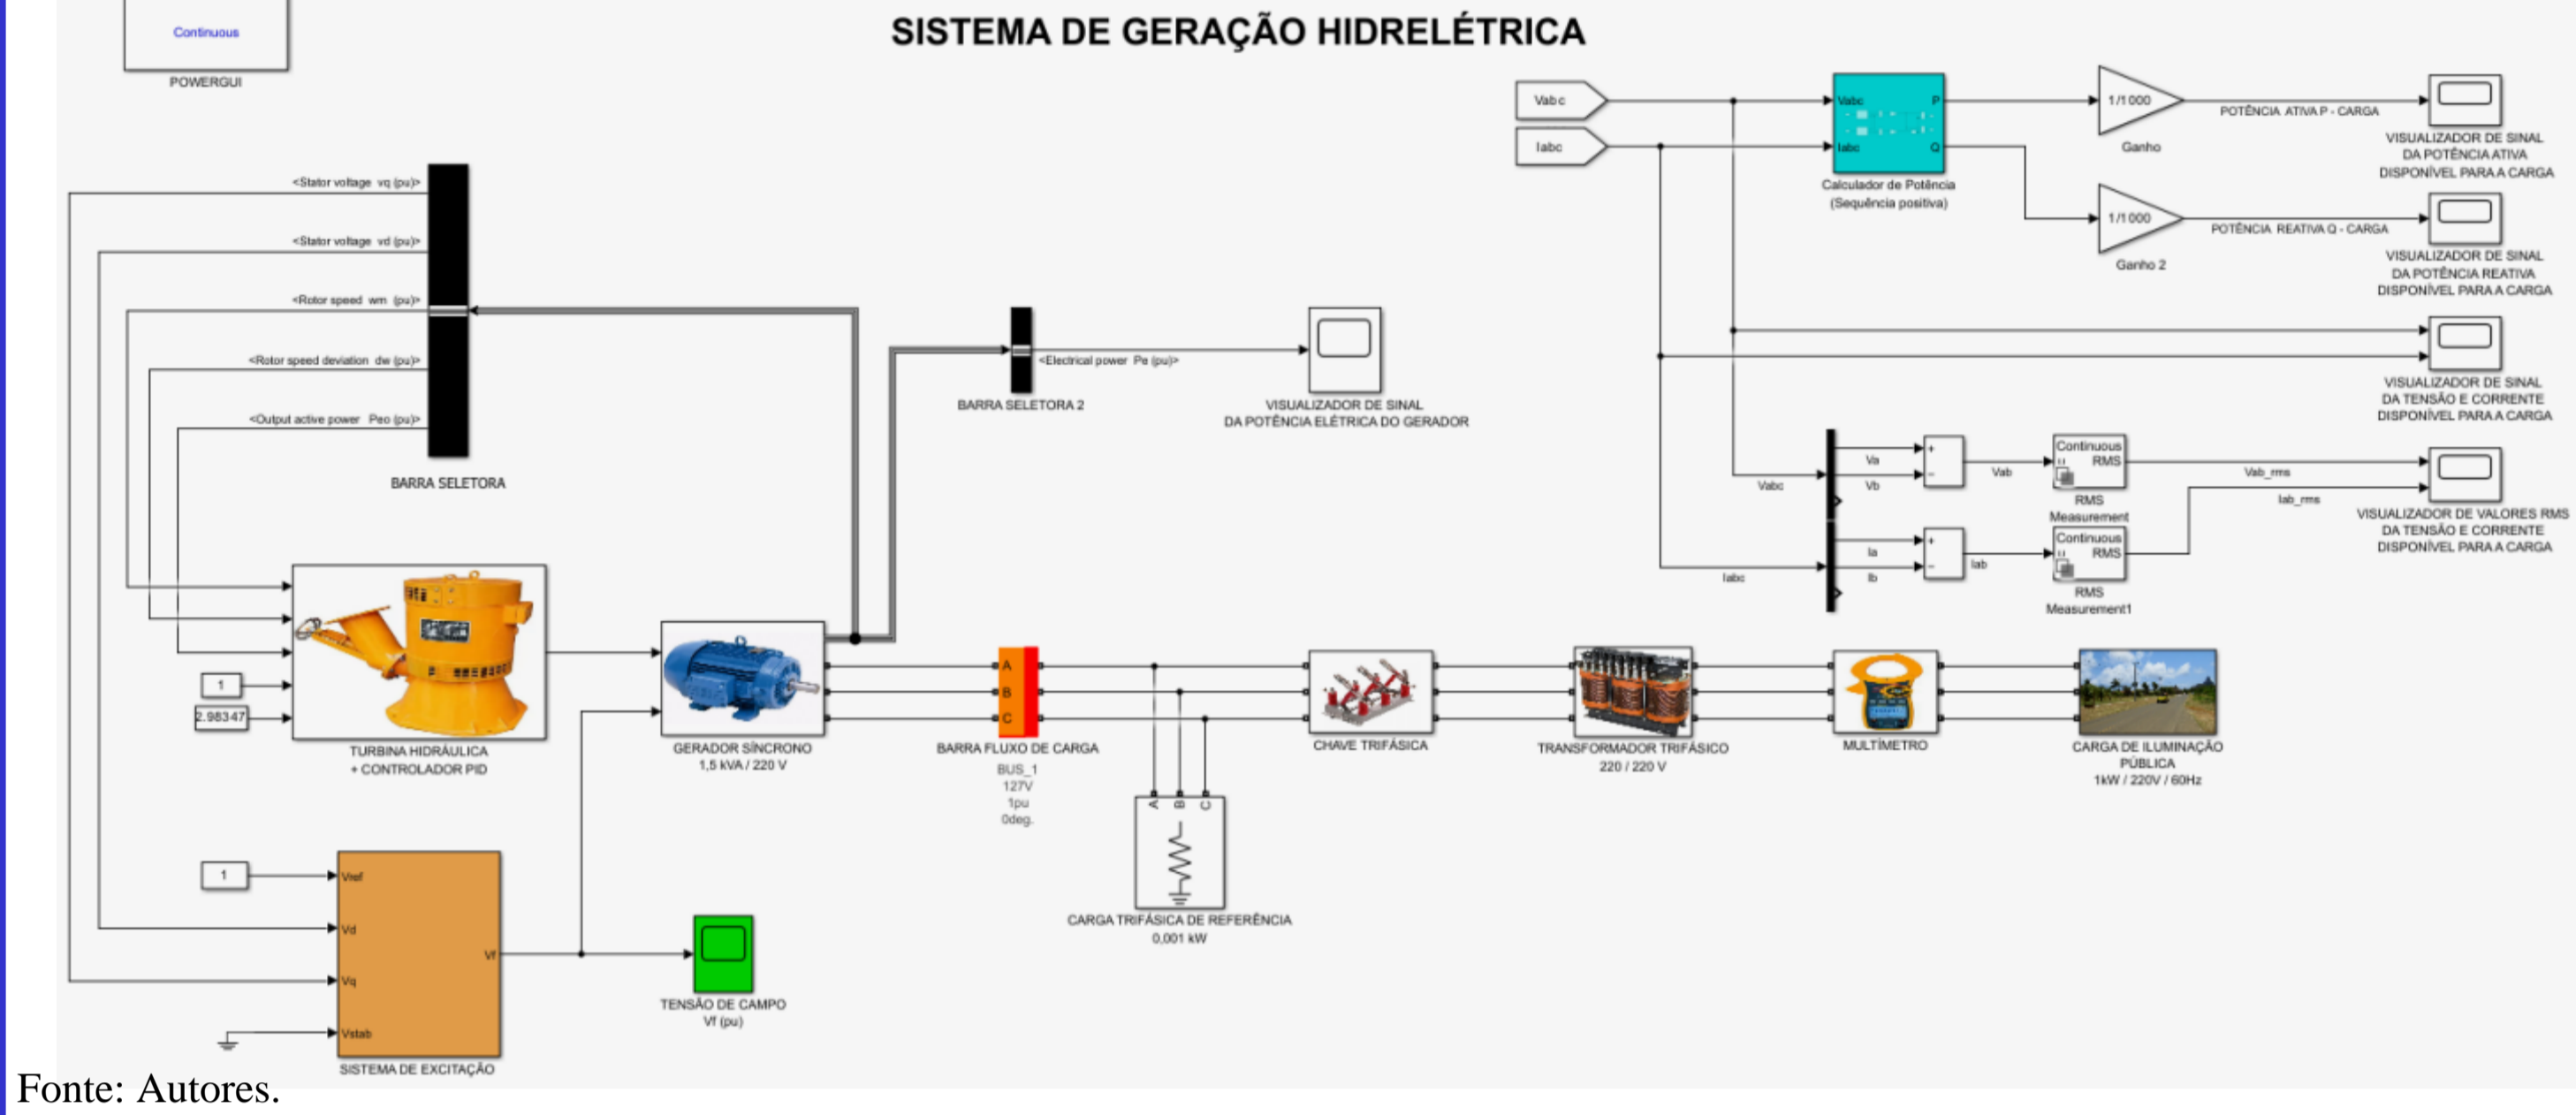 SISTEMA DE GERAÇÃO HIDRELÉTRICA
Continuous
POWERGUI
<Stator voltage vq (pu)>
<Stator voltage vd (pu)>
<Rotor speed wm (pu)>
<Rotor speed deviation dw (pu)>
<Output active power Peo (pu)>
BARRA SELETORA
<Electrical power Pe (pu)>
BARRA SELETORA 2
VISUALIZADOR DE SINAL
DA POTÊNCIA ELÉTRICA DO GERADOR
Vabc
Iabc
Vabc
P
Iabc
Q
Calculador de Potência
(Sequência positiva)
1/1000
Ganho
POTÊNCIA ATIVA P - CARGA
VISUALIZADOR DE SINAL
DA POTÊNCIA ATIVA
DISPONÍVEL PARA A CARGA
1/1000
Ganho 2
POTÊNCIA REATIVA Q - CARGA
VISUALIZADOR DE SINAL
DA POTÊNCIA REATIVA
DISPONÍVEL PARA A CARGA
VISUALIZADOR DE SINAL
DA TENSÃO E CORRENTE
DISPONÍVEL PARA A CARGA
Vabc
Va
Vb
+
-
Vab
Continuous
u
RMS
RMS
Measurement
Vab_rms
Iab_rms
Iabc
Ia
Ib
+
-
Iab
Continuous
u
RMS
RMS
Measurement1
VISUALIZADOR DE VALORES RMS
DA TENSÃO E CORRENTE
DISPONÍVEL PARA A CARGA
1
2.98347
TURBINA HIDRÁULICA
+ CONTROLADOR PID
GERADOR SÍNCRONO
1,5 kVA / 220 V
A
B
C
BARRA FLUXO DE CARGA
BUS_1
127V
1pu
0deg.
A
B
C
CARGA TRIFÁSICA DE REFERÊNCIA
0,001 kW
CHAVE TRIFÁSICA
TRANSFORMADOR TRIFÁSICO
220 / 220 V
MULTÍMETRO
CARGA DE ILUMINAÇÃO
PÚBLICA
1kW / 220V / 60Hz
1
Vref
Vd
Vq
Vstab
Vf
SISTEMA DE EXCITAÇÃO
TENSÃO DE CAMPO
Vf (pu)
Fonte: Autores.